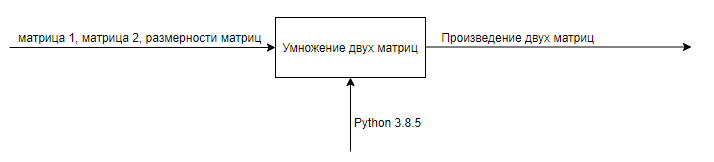 матрица 1, матрица 2, размерности матриц
Умножение двух матриц
Произведение двух матриц
Python 3.8.5